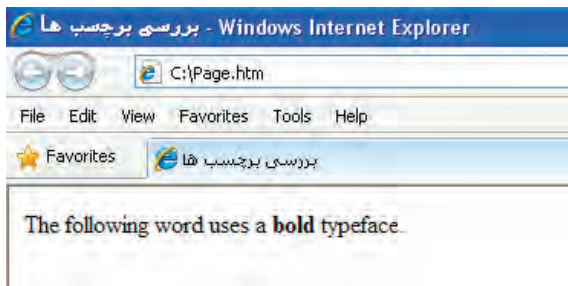 بررسی برچسب ها - Windows Internet Explorer
C:\Page.htm
File Edit View Favorites Tools Help
Favorites بررسی برچسب ها
The following word uses a bold typeface.